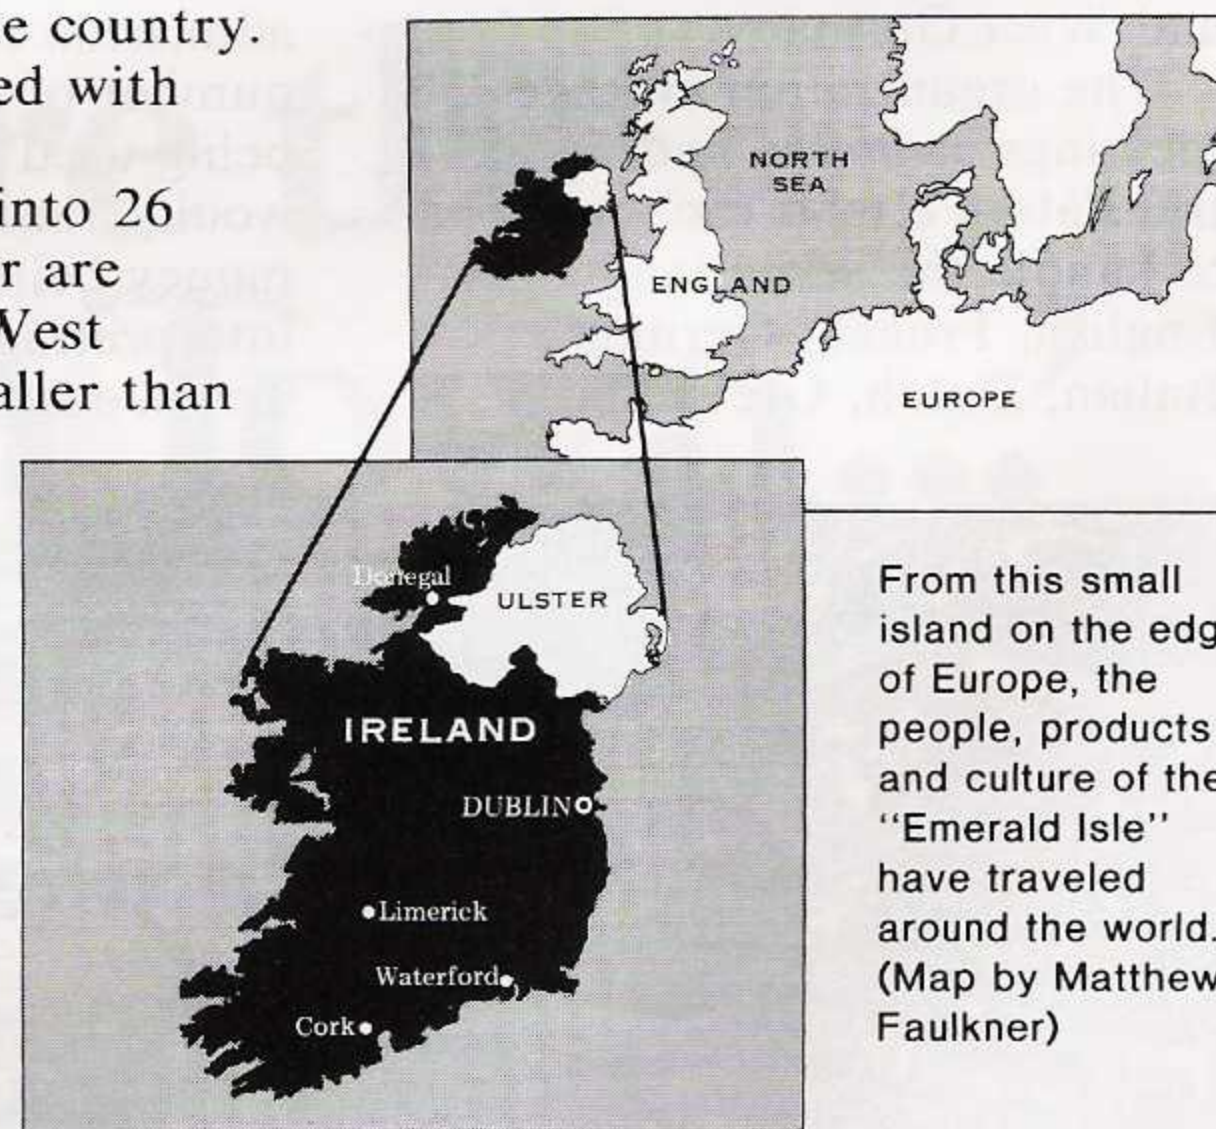 e country.
ed with
into 26
r are
West
aller than
NORTH
SEA
ENGLAND
EUROPE
Donegal
ULSTER
IRELAND
DUBLIN
Limerick
Waterford
Cork
From this small
island on the edg
of Europe, the
people, products
and culture of the
“Emerald Isle”
have traveled
around the world.
(Map by Matthew
Faulkner)